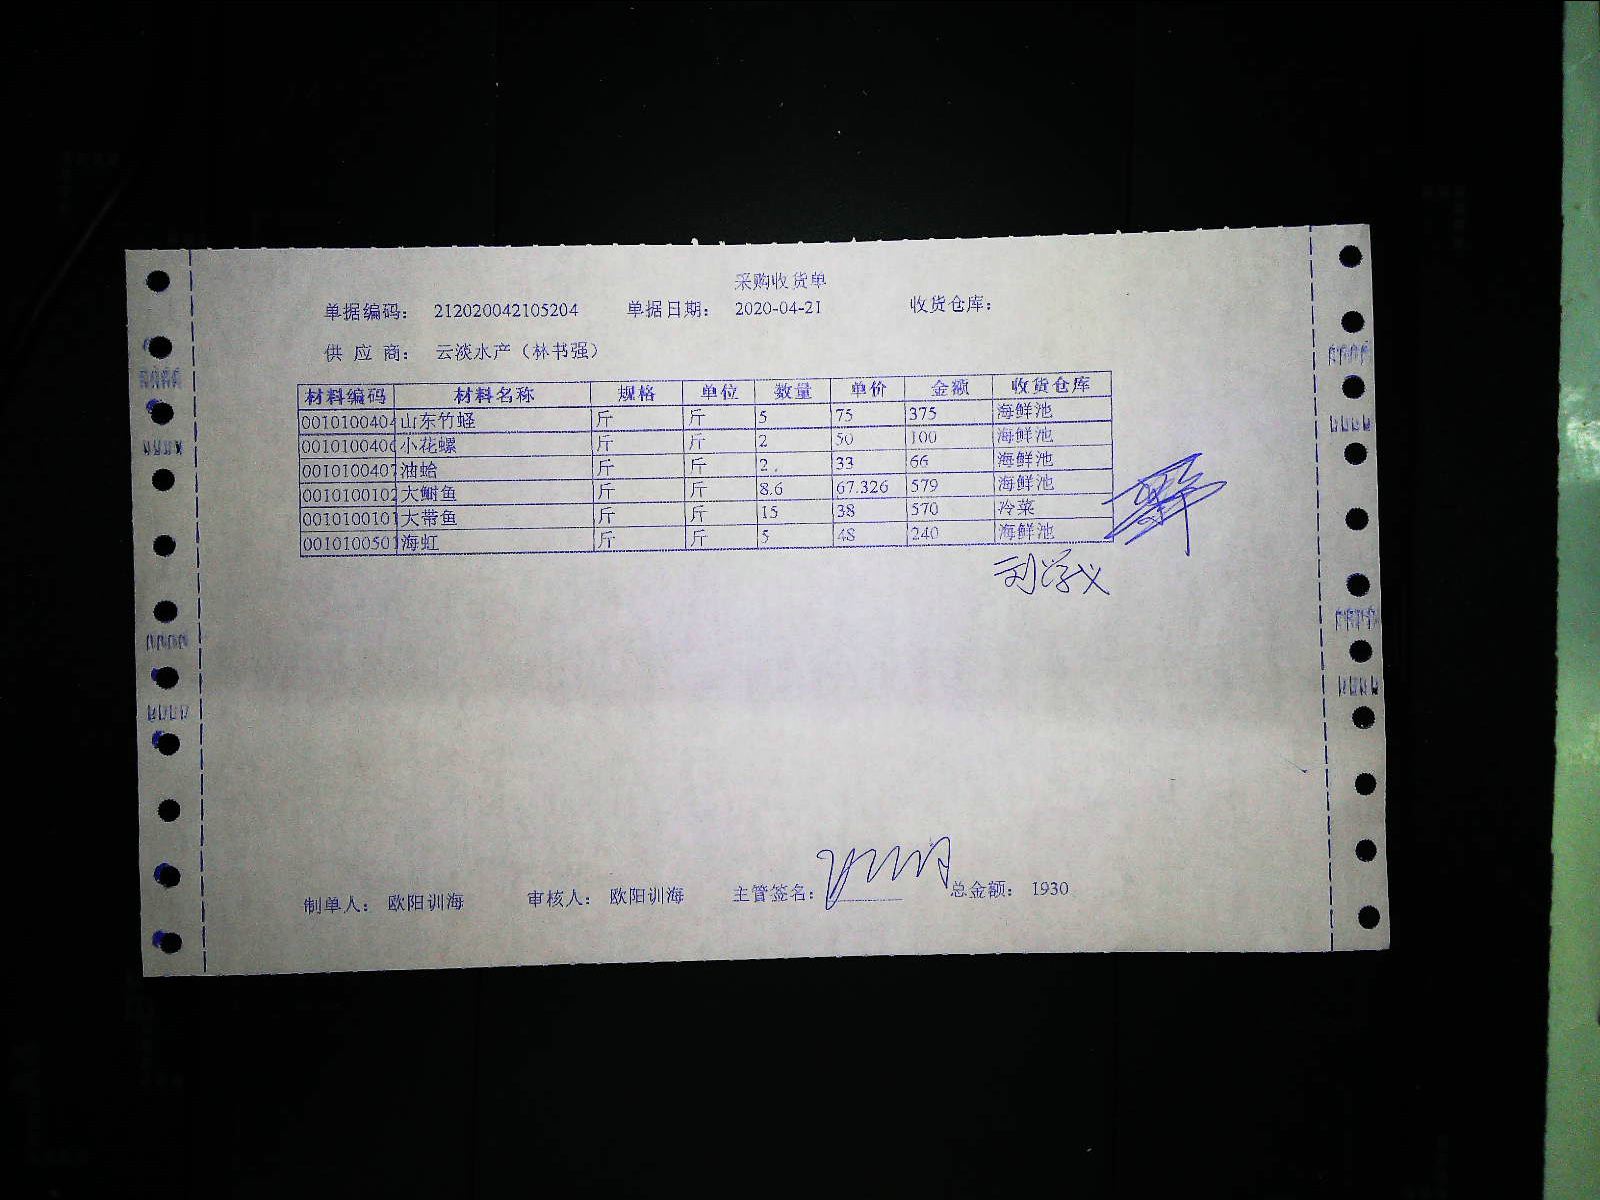 采购收货单
单据编码： 212020042105204 单据日期： 2020-04-21 收货仓库：
供 应 商： 云淡水产（林书强）
材料编码 材料名称 规格 单位 数量 单价 金额 收货仓库
0010100404 山东竹蛏 斤 斤 5 75 375 海鲜池
0010100406 小花螺 斤 斤 2 50 100 海鲜池
0010100407 油蛤 斤 斤 2 33 66 海鲜池
0010100102 大鲥鱼 斤 斤 8.6 67.326 579 海鲜池
0010100101 大带鱼 斤 斤 15 38 570 冷菜
0010100501 海虹 斤 斤 5 48 240 海鲜池
刘学义
制单人： 欧阳训海 审核人： 欧阳训海 主管签名： 总金额： 1930